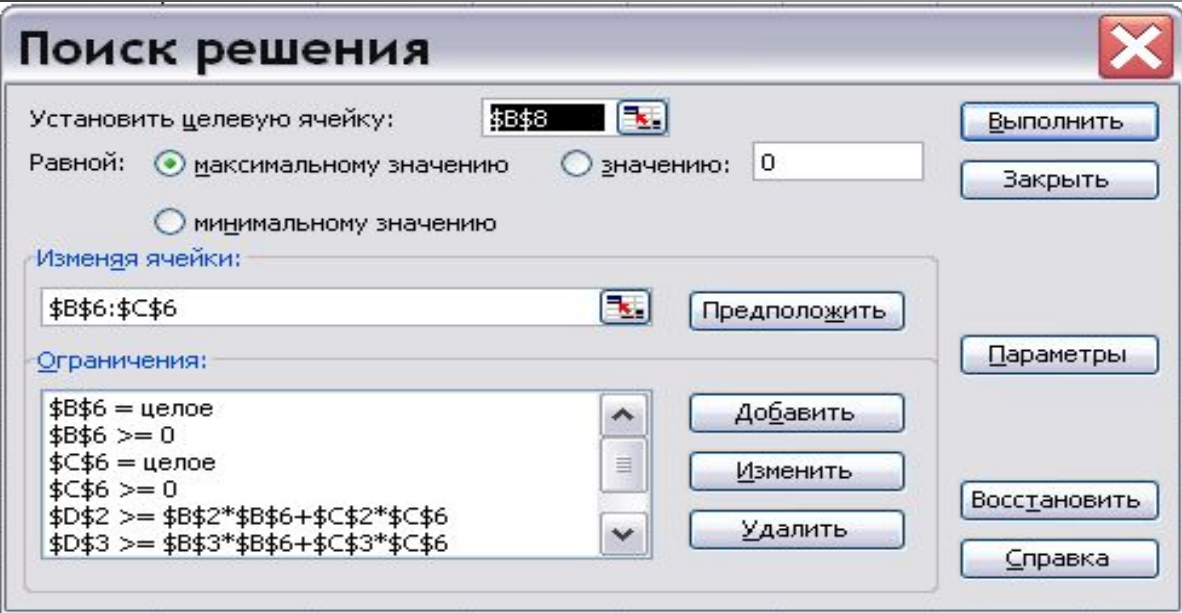 Поиск решения
Установить целевую ячейку: $B$8
Выполнить
Равной: максимальному значению значению: 0
Закрыть
минимальному значению
Изменяя ячейки:
$B$6:$C$6 Предположить
Параметры
Ограничения:
$B$6 = целое
$B$6 >= 0
$C$6 = целое
$C$6 >= 0
$D$2 >= $B$2*$B$6+$C$2*$C$6
$D$3 >= $B$3*$B$6+$C$3*$C$6
Добавить
Изменить
Удалить
Восстановить
Справка